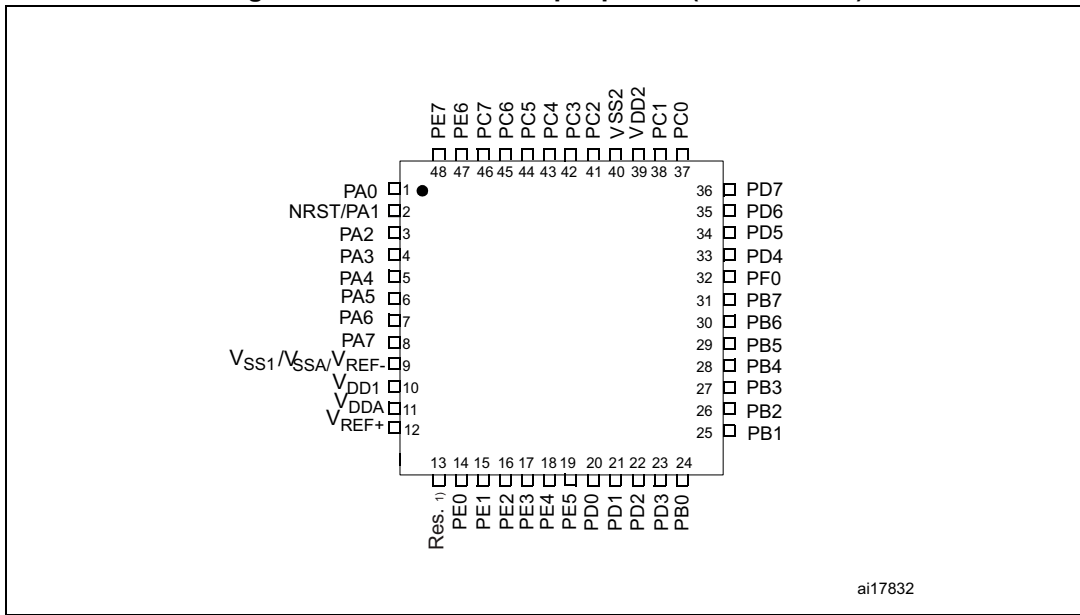 PE7 PE6 PC7 PC6 PC5 PC4 PC3 PC2 VSS2 VDD2 PC1 PC0
48 47 46 45 44 43 42 41 40 39 38 37
PA0 1 36 PD7
NRST/PA1 2 35 PD6
PA2 3 34 PD5
PA3 4 33 PD4
PA4 5 32 PF0
PA5 6 31 PB7
PA6 7 30 PB6
PA7 8 29 PB5
VSS1/VSSA/VREF- 9 28 PB4
VDD1 10 27 PB3
VDDA 11 26 PB2
VREF+ 12 25 PB1
13 14 15 16 17 18 19 20 21 22 23 24
Res. 1) PE0 PE1 PE2 PE3 PE4 PE5 PD0 PD1 PD2 PD3 PB0
ai17832